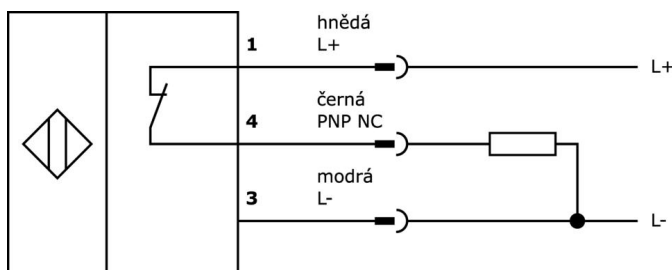 hnědá
1 L+
L+
černá
4 PNP NC
modrá
3 L-
L-